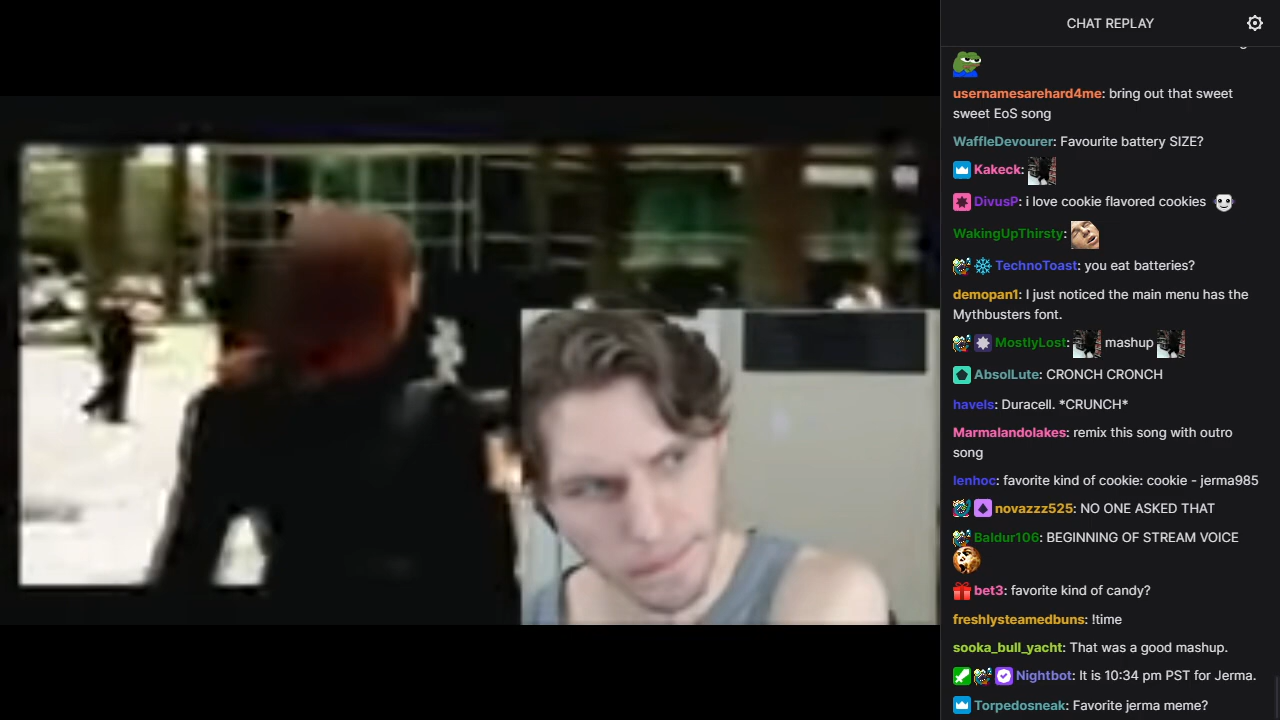 CHAT REPLAY
usernamesarehard4me: bring out that sweet
sweet EoS song
WaffleDevourer: Favourite battery SIZE?
Kakeck:
DivusP: i love cookie flavored cookies
WakingUpThirsty:
TechnoToast: you eat batteries?
demopan1: I just noticed the main menu has the
Mythbusters font.
MostlyLost: mashup
AbsolLute: CRONCH CRONCH
havels: Duracell. *CRUNCH*
Marmalandolakes: remix this song with outro
song
lenhoc: favorite kind of cookie: cookie - jerma985
novazzz525: NO ONE ASKED THAT
Baldur106: BEGINNING OF STREAM VOICE
bet3: favorite kind of candy?
freshlysteamedbuns: !time
sooka_bull_yacht: That was a good mashup.
Nightbot: It is 10:34 pm PST for Jerma.
Torpedosneak: Favorite jerma meme?